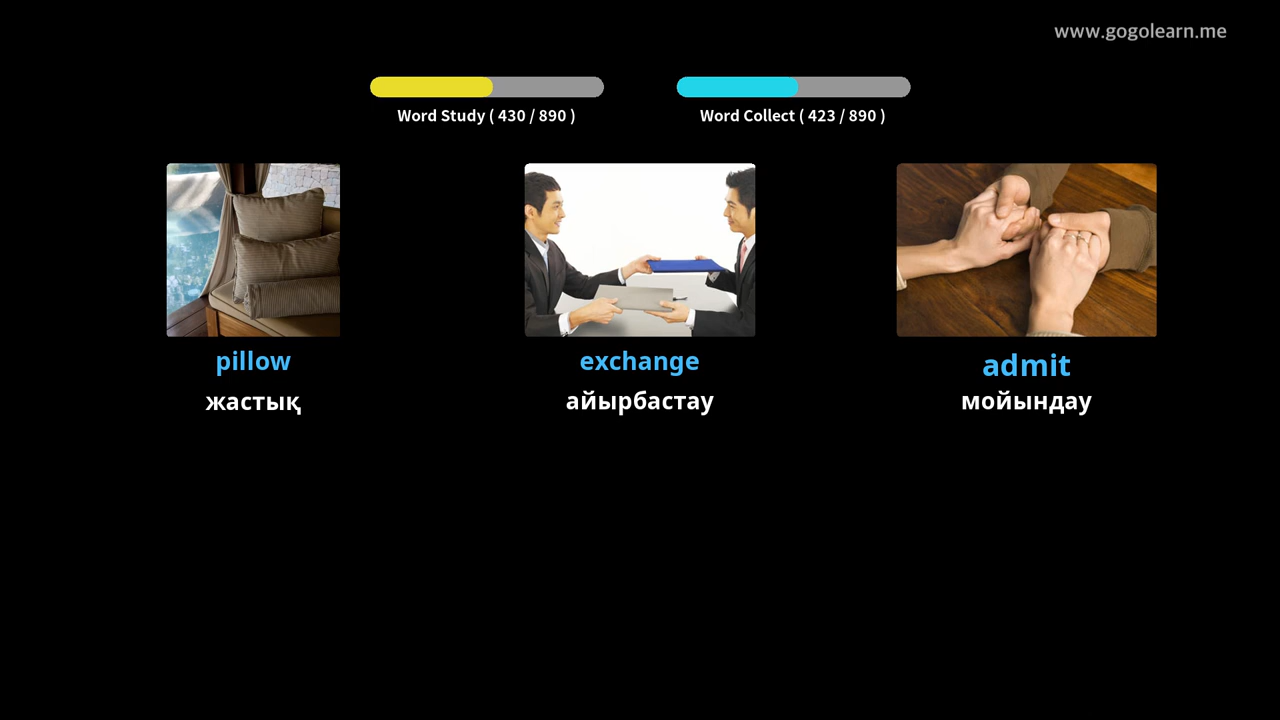 www.gogolearn.me
Word Study ( 430 / 890 )
Word Collect ( 423 / 890 )
pillow
жастық
exchange
айырбастау
admit
мойындау